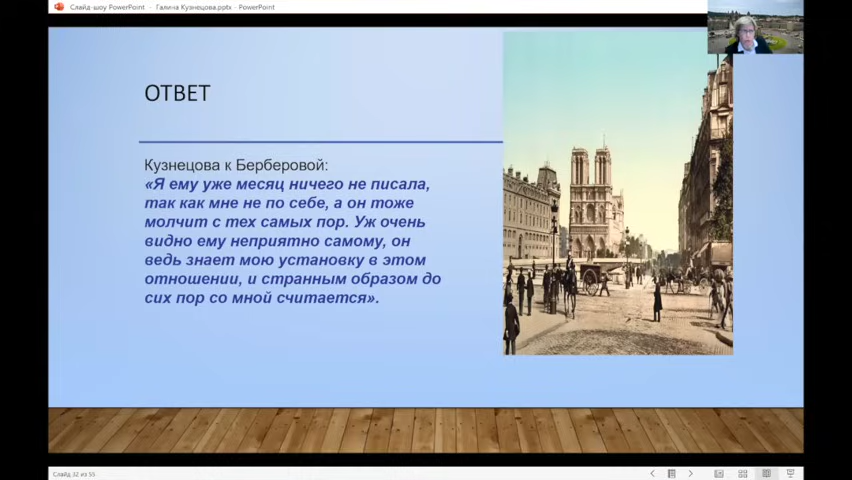 Слайд-шоу PowerPoint - Галина Кузнецова.pptx - PowerPoint
ОТВЕТ
Кузнецова к Берберовой:
«Я ему уже месяц ничего не писала,
так как мне не по себе, а он тоже
молчит с тех самых пор. Уж очень
видно ему неприятно самому, он
ведь знает мою установку в этом
отношении, и странным образом до
сих пор со мной считается».
Слайд 32 из 55